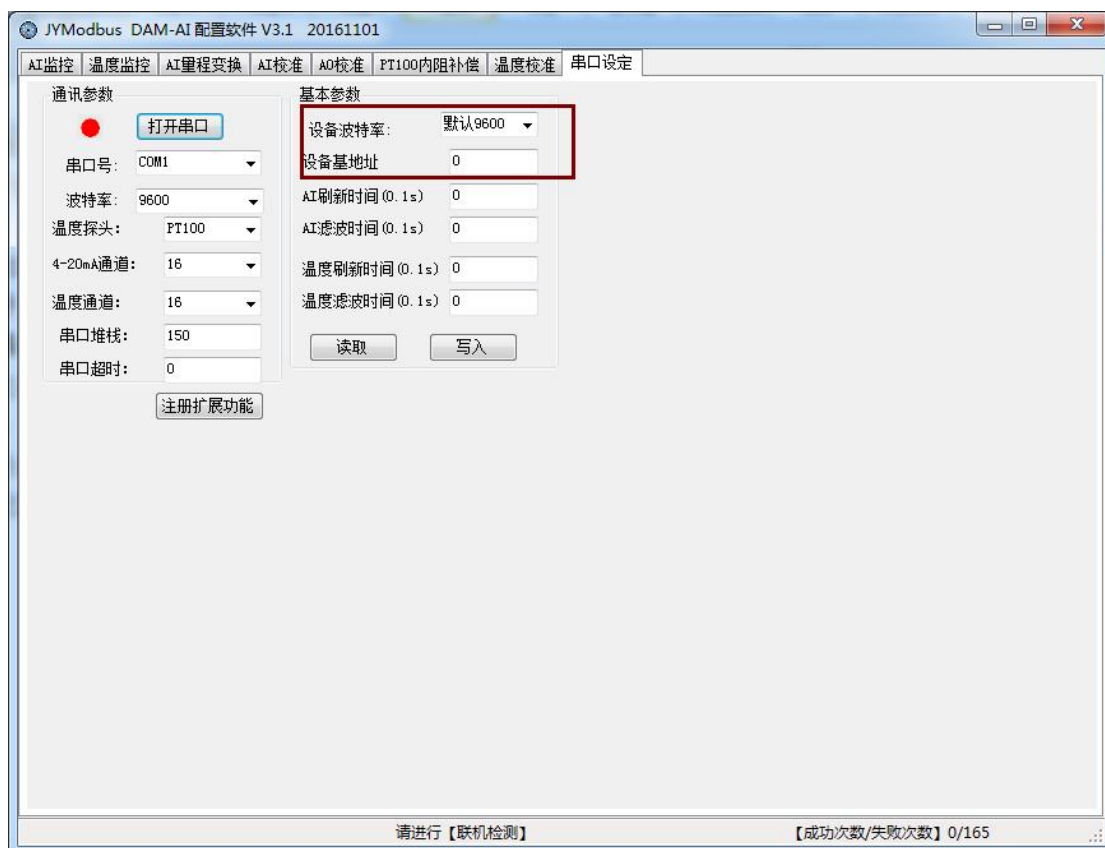 JYModbus DAM-AI 配置软件 V3.1 20161101
AI监控 温度监控 AI量程变换 AI校准 AO校准 PT100内阻补偿 温度校准 串口设定
通讯参数
打开串口
串口号: COM1
波特率: 9600
温度探头: PT100
4-20mA通道: 16
温度通道: 16
串口堆栈: 150
串口超时: 0
注册扩展功能
基本参数
设备波特率: 默认9600
设备基地址 0
AI刷新时间(0.1s) 0
AI滤波时间(0.1s) 0
温度刷新时间(0.1s) 0
温度滤波时间(0.1s) 0
读取 写入
请进行【联机检测】 【成功次数/失败次数】0/165